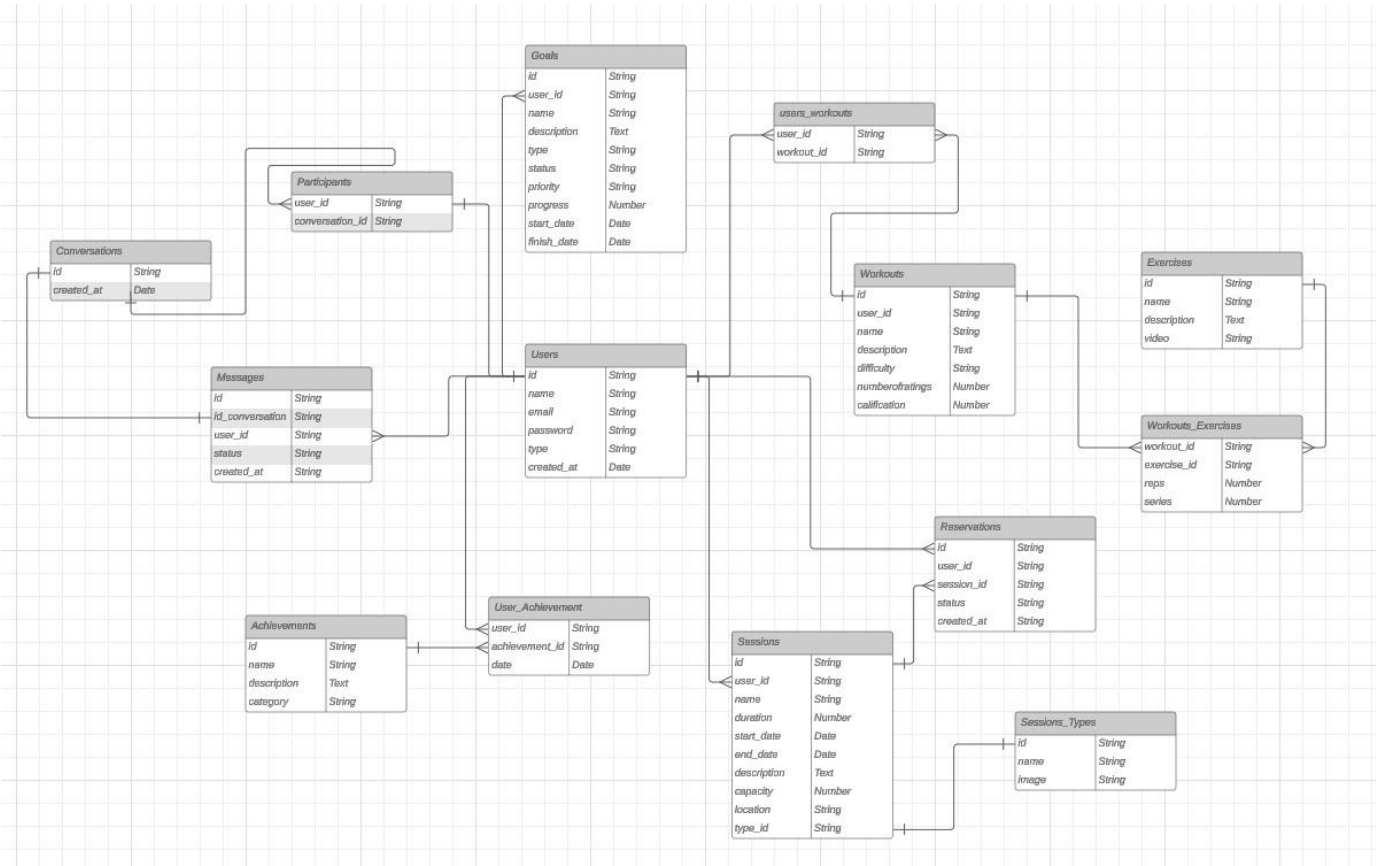 Goals
id String
user_id String
name String
description Text
type String
status String
priority String
progress Number
start_date Date
finish_date Date
users_workouts
user_id String
workout_id String
Participants
user_id String
conversation_id String
Conversations
id String
created_at Date
Workouts
id String
user_id String
name String
description Text
difficulty String
numberofratings Number
calification Number
Exercises
id String
name String
description Text
video String
Users
id String
name String
email String
password String
type String
created_at Date
Messages
id String
id_conversation String
user_id String
status String
created_at String
Workouts_Exercises
workout_id String
exercise_id String
reps Number
series Number
Reservations
id String
user_id String
session_id String
status String
created_at String
User_Achievement
user_id String
achievement_id String
date Date
Achievements
id String
name String
description Text
category String
Sessions
id String
user_id String
name String
duration Number
start_date Date
end_date Date
description Text
capacity Number
location String
type_id String
Sessions_Types
id String
name String
image String